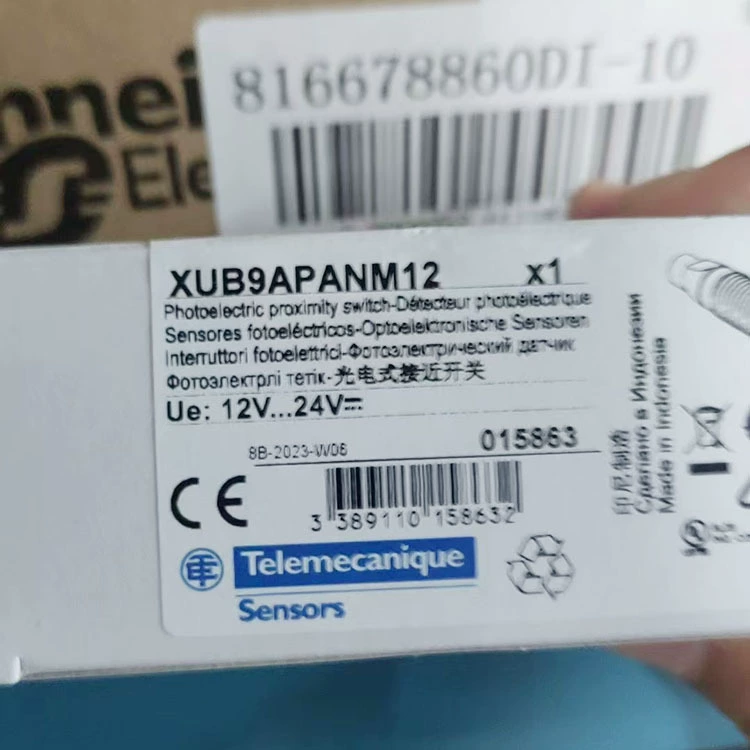 816678860DI-10
nnei
Ele
XUB9APANM12 x1
Photoelectric proximity switch-Détecteur photoélectrique
Sensores fotoeléctricos-Optoelektronische Sensoren
Interruttori fotoelettrici-Фотоэлектрический датчик
Фотоэлектрлі тетік-光电式接近开关
Ue: 12V...24V⎓
8B-2023-W06 015863
CE
3 389110 158632
Telemecanique
Sensors
印尼制造
Сделано в Индонезии
Made in Indonesia